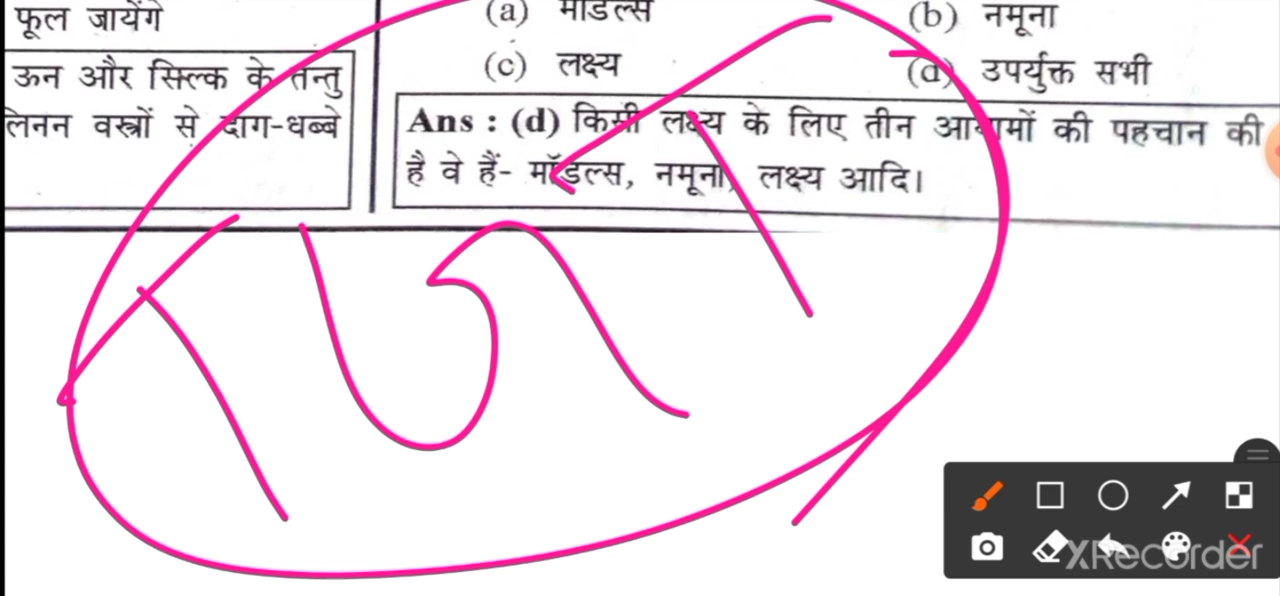 फूल जायेंगे
ऊन और सिल्क के तन्तु
लिनन वस्त्रों से दाग-धब्बे
(a) मॉडल्स
(b) नमूना
(c) लक्ष्य
(d) उपर्युक्त सभी
Ans : (d) किसी लक्ष्य के लिए तीन आयामों की पहचान की
है वे हैं- मॉडल्स, नमूना, लक्ष्य आदि।
XRecorder